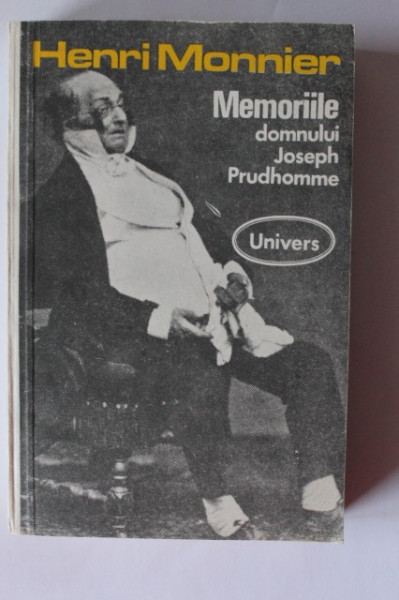 Henri Monnier
Memoriile
domnului
Joseph
Prudhomme
Univers